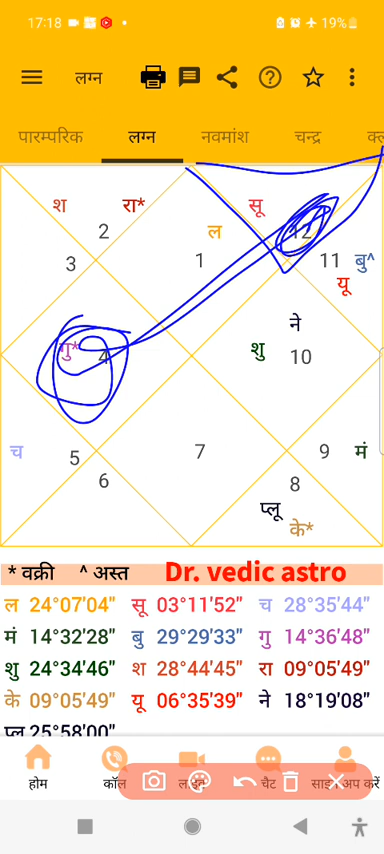 17:18 19%
लग्न
पारम्परिक लग्न नवमांश चन्द्र
श रा* सू
2 ल 12
3 1 11 बु^
यू
ने
गु* 4 शु 10
च 5 7 9 मं
6 8
प्लू
के*
* वक्री ^ अस्त Dr. vedic astro
ल 24°07'04" सू 03°11'52" च 28°35'44"
मं 14°32'28" बु 29°29'33" गु 14°36'48"
शु 24°34'46" श 28°44'45" रा 09°05'49"
के 09°05'49" यू 06°35'39" ने 18°19'08"
प्लू 25°58'00"
होम कॉल चैट